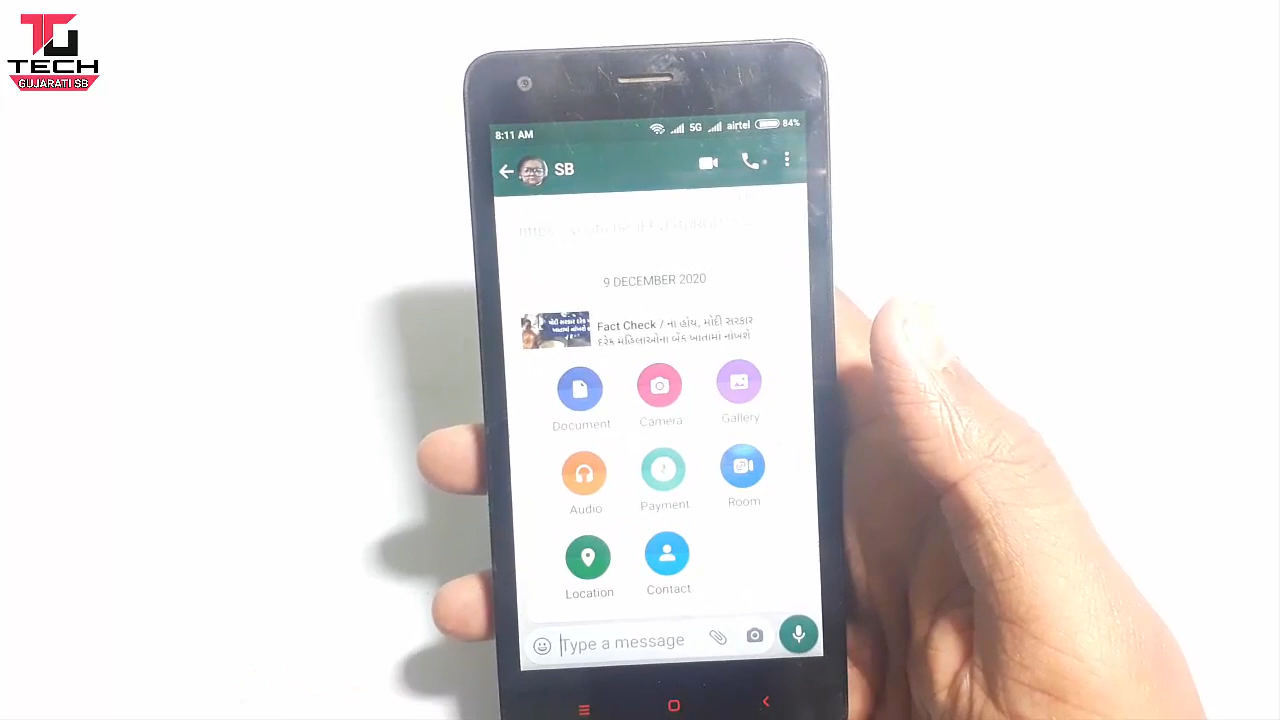 TU
TECH
GUJARATI SB
8:11 AM
5G
airtel
84%
SB
9 DECEMBER 2020
Fact Check / ના હોય, મોદી સરકાર
દરેક મહિલાઓના બેંક ખાતામાં નાંખશે
Document
Camera
Gallery
Audio
Payment
Room
Location
Contact
Type a message